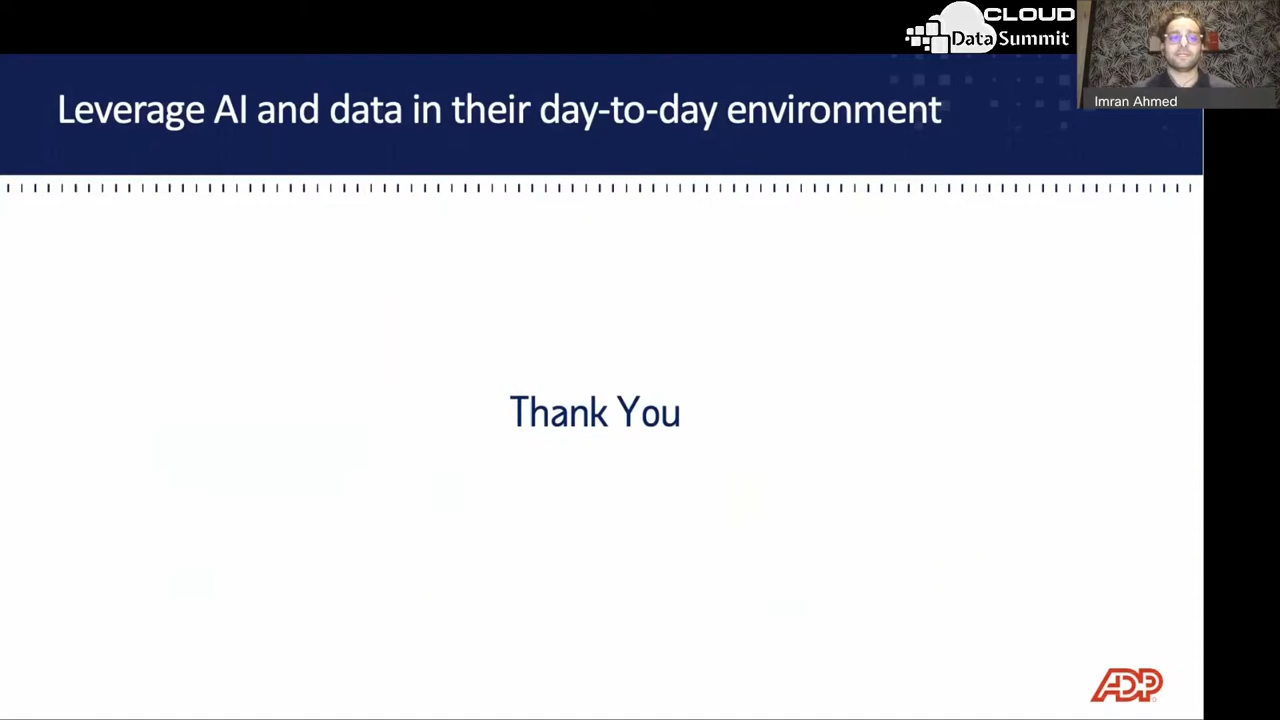 CLOUD
Data Summit
Imran Ahmed
Leverage AI and data in their day-to-day environment
Thank You
ADP